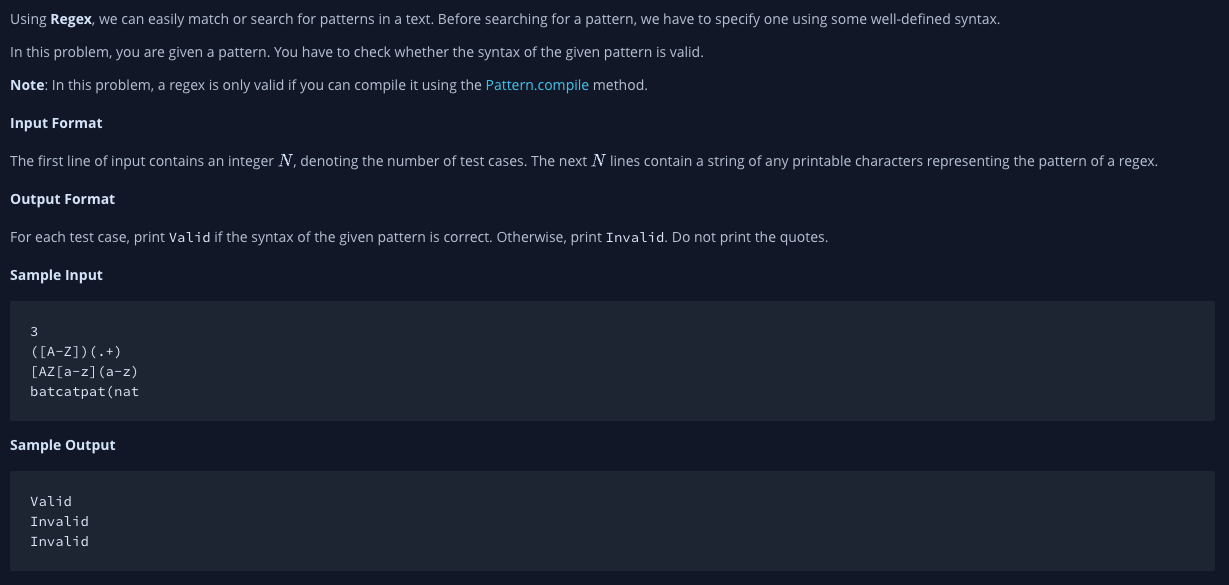 Using Regex, we can easily match or search for patterns in a text. Before searching for a pattern, we have to specify one using some well-defined syntax.
In this problem, you are given a pattern. You have to check whether the syntax of the given pattern is valid.
Note: In this problem, a regex is only valid if you can compile it using the Pattern.compile method.
Input Format
The first line of input contains an integer N, denoting the number of test cases. The next N lines contain a string of any printable characters representing the pattern of a regex.
Output Format
For each test case, print Valid if the syntax of the given pattern is correct. Otherwise, print Invalid. Do not print the quotes.
Sample Input
3
([A-Z])(.+)
[AZ[a-z](a-z)
batcatpat(nat
Sample Output
Valid
Invalid
Invalid